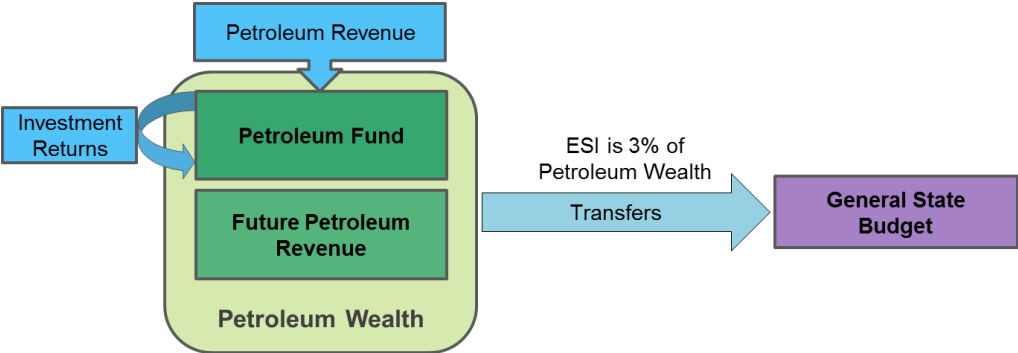 Petroleum Revenue
Investment
Returns
Petroleum Fund
Future Petroleum
Revenue
Petroleum Wealth
ESI is 3% of
Petroleum Wealth
Transfers
General State
Budget